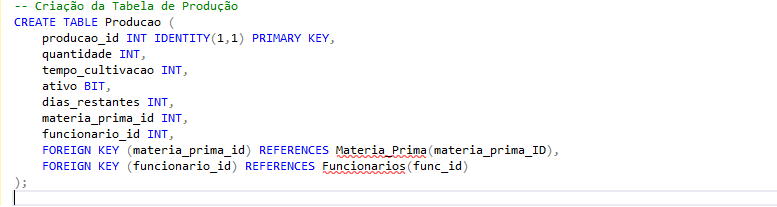 -- Criação da Tabela de Produção
CREATE TABLE Producao (
    producao_id INT IDENTITY(1,1) PRIMARY KEY,
    quantidade INT,
    tempo_cultivacao INT,
    ativo BIT,
    dias_restantes INT,
    materia_prima_id INT,
    funcionario_id INT,
    FOREIGN KEY (materia_prima_id) REFERENCES Materia_Prima(materia_prima_ID),
    FOREIGN KEY (funcionario_id) REFERENCES Funcionarios(func_id)
);